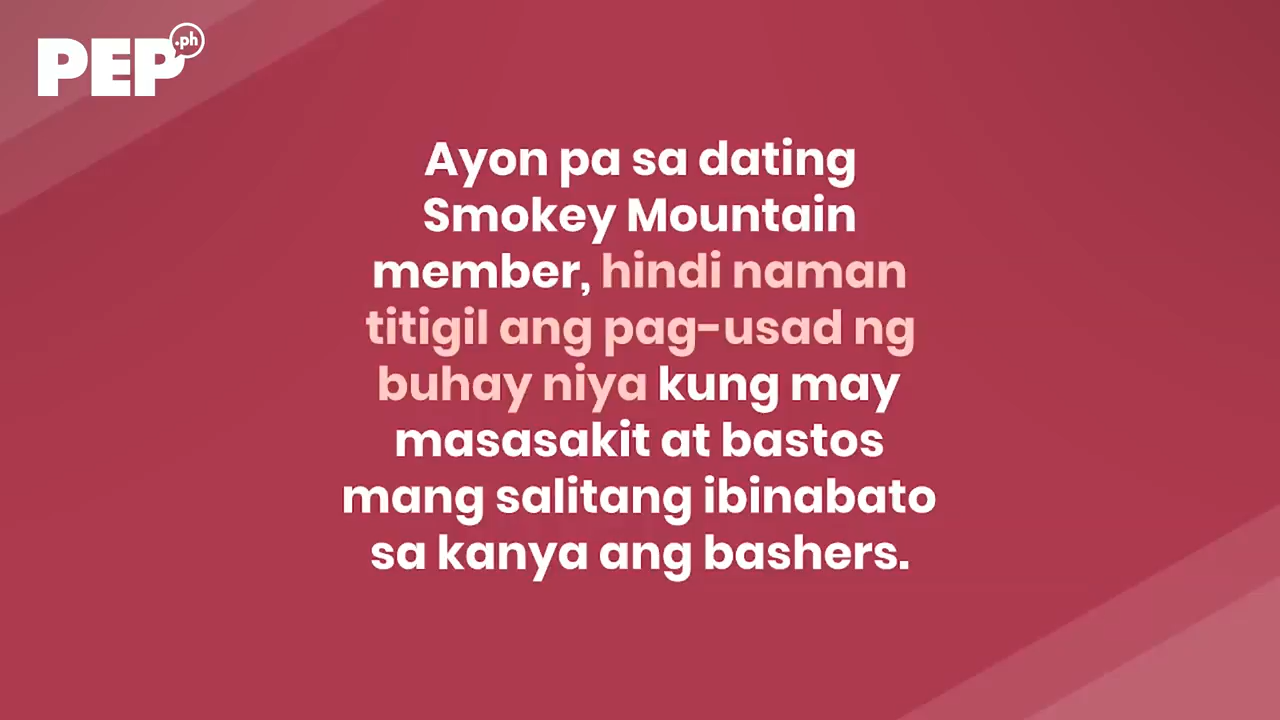 PEP.ph
Ayon pa sa dating
Smokey Mountain
member, hindi naman
titigil ang pag-usad ng
buhay niya kung may
masasakit at bastos
mang salitang ibinabato
sa kanya ang bashers.